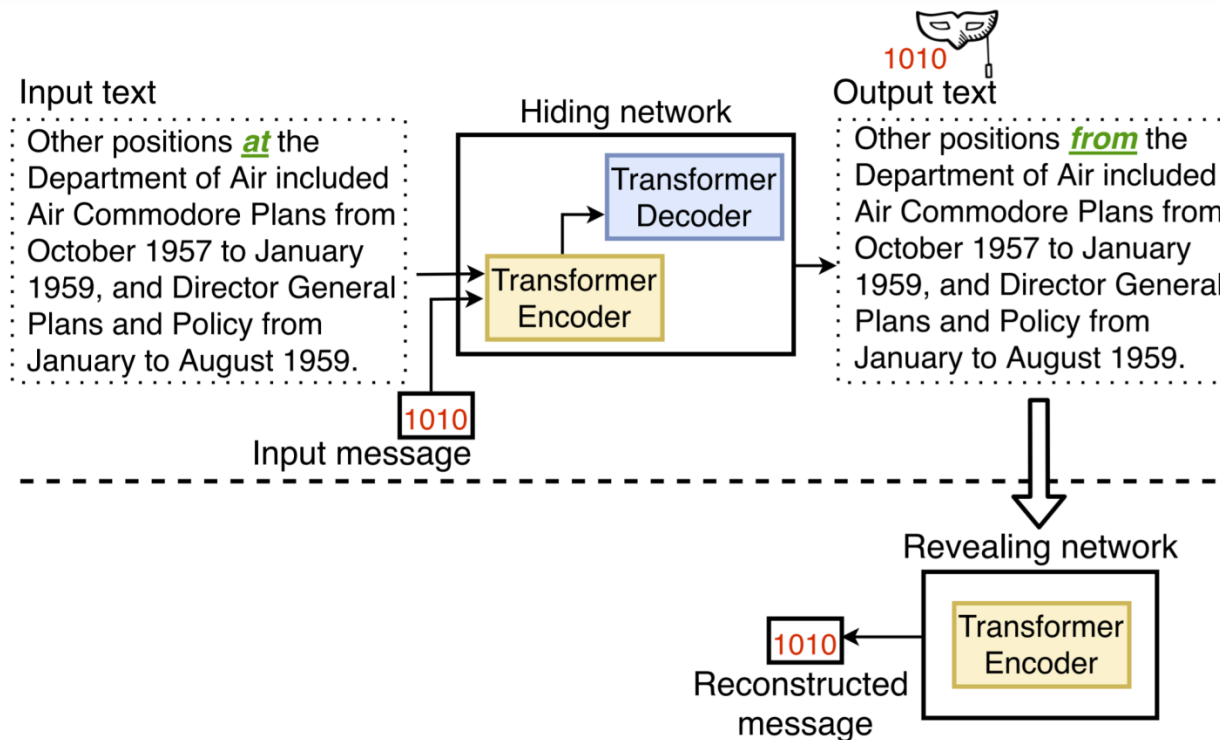 1010
Input text
Hiding network
Output text
Other positions at the
Department of Air included
Air Commodore Plans from
October 1957 to January
1959, and Director General
Plans and Policy from
January to August 1959.
Transformer
Decoder
Transformer
Encoder
Other positions from the
Department of Air included
Air Commodore Plans from
October 1957 to January
1959, and Director General
Plans and Policy from
January to August 1959.
1010
Input message
Revealing network
Transformer
Encoder
1010
Reconstructed
message